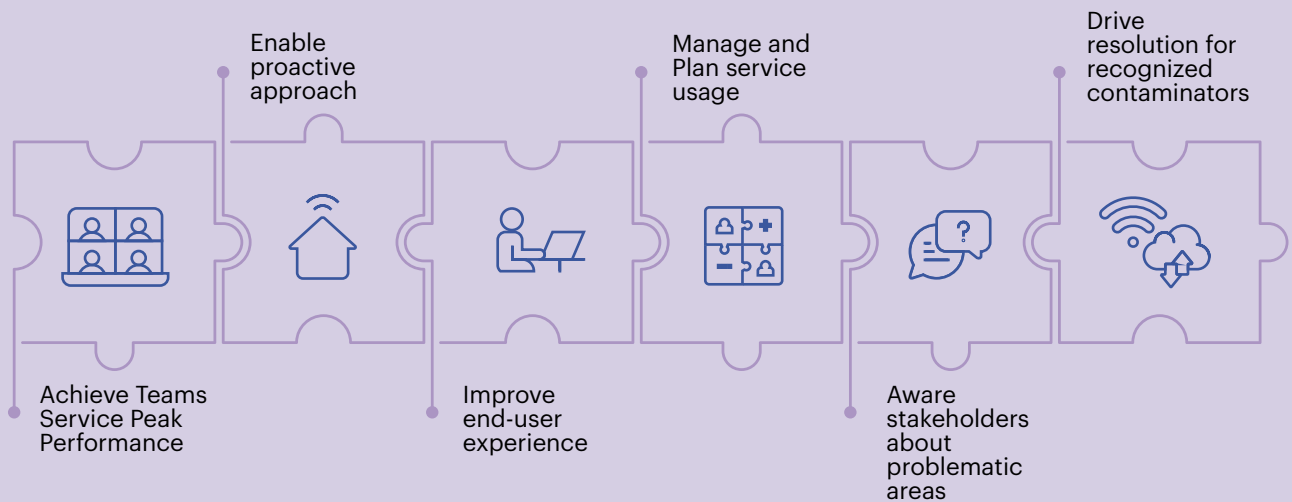 Enable
proactive
approach
Manage and
Plan service
usage
Drive
resolution for
recognized
contaminators
?
Achieve Teams
Service Peak
Performance
Improve
end-user
experience
Aware
stakeholders
about
problematic
areas